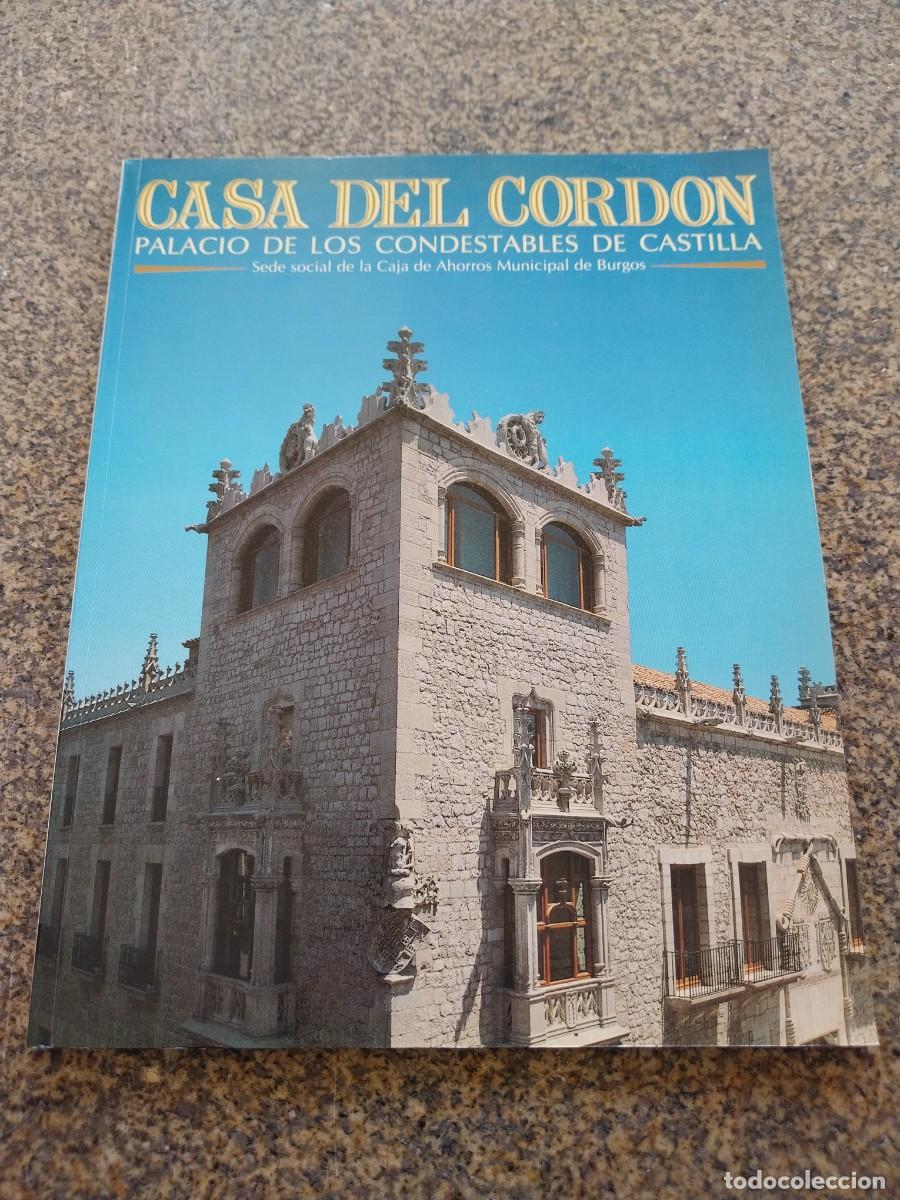 CASA DEL CORDON
PALACIO DE LOS CONDESTABLES DE CASTILLA
Sede social de la Caja de Ahorros Municipal de Burgos
todocoleccion